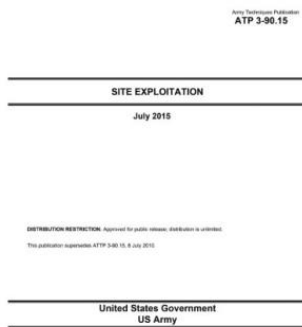 Army Techniques Publication
ATP 3-90.15
SITE EXPLOITATION
July 2015
DISTRIBUTION RESTRICTION: Approved for public release; distribution is unlimited.
This publication supersedes ATTP 3-90.15, 8 July 2010.
United States Government
US Army